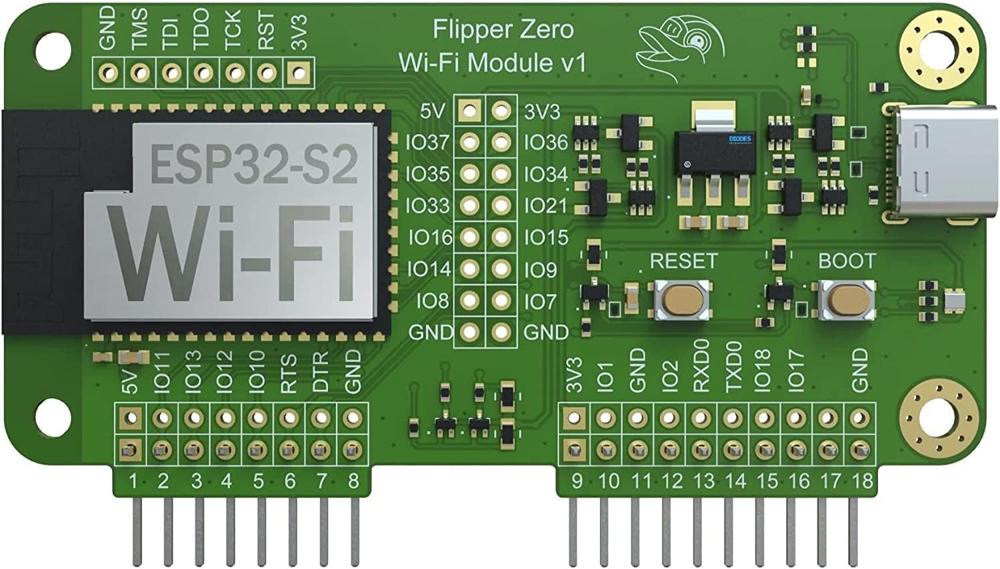 GND TMS TDI TDO TCK RST 3V3
Flipper Zero
Wi-Fi Module v1
ESP32-S2
Wi-Fi
5V 3V3
IO37 IO36
IO35 IO34
IO33 IO21
IO16 IO15
IO14 IO9
IO8 IO7
GND GND
DIODES
RESET BOOT
5V IO11 IO13 IO12 IO10 RTS DTR GND
3V3 IO1 GND IO2 RXD0 TXD0 IO18 IO17 GND
1 2 3 4 5 6 7 8
9 10 11 12 13 14 15 16 17 18